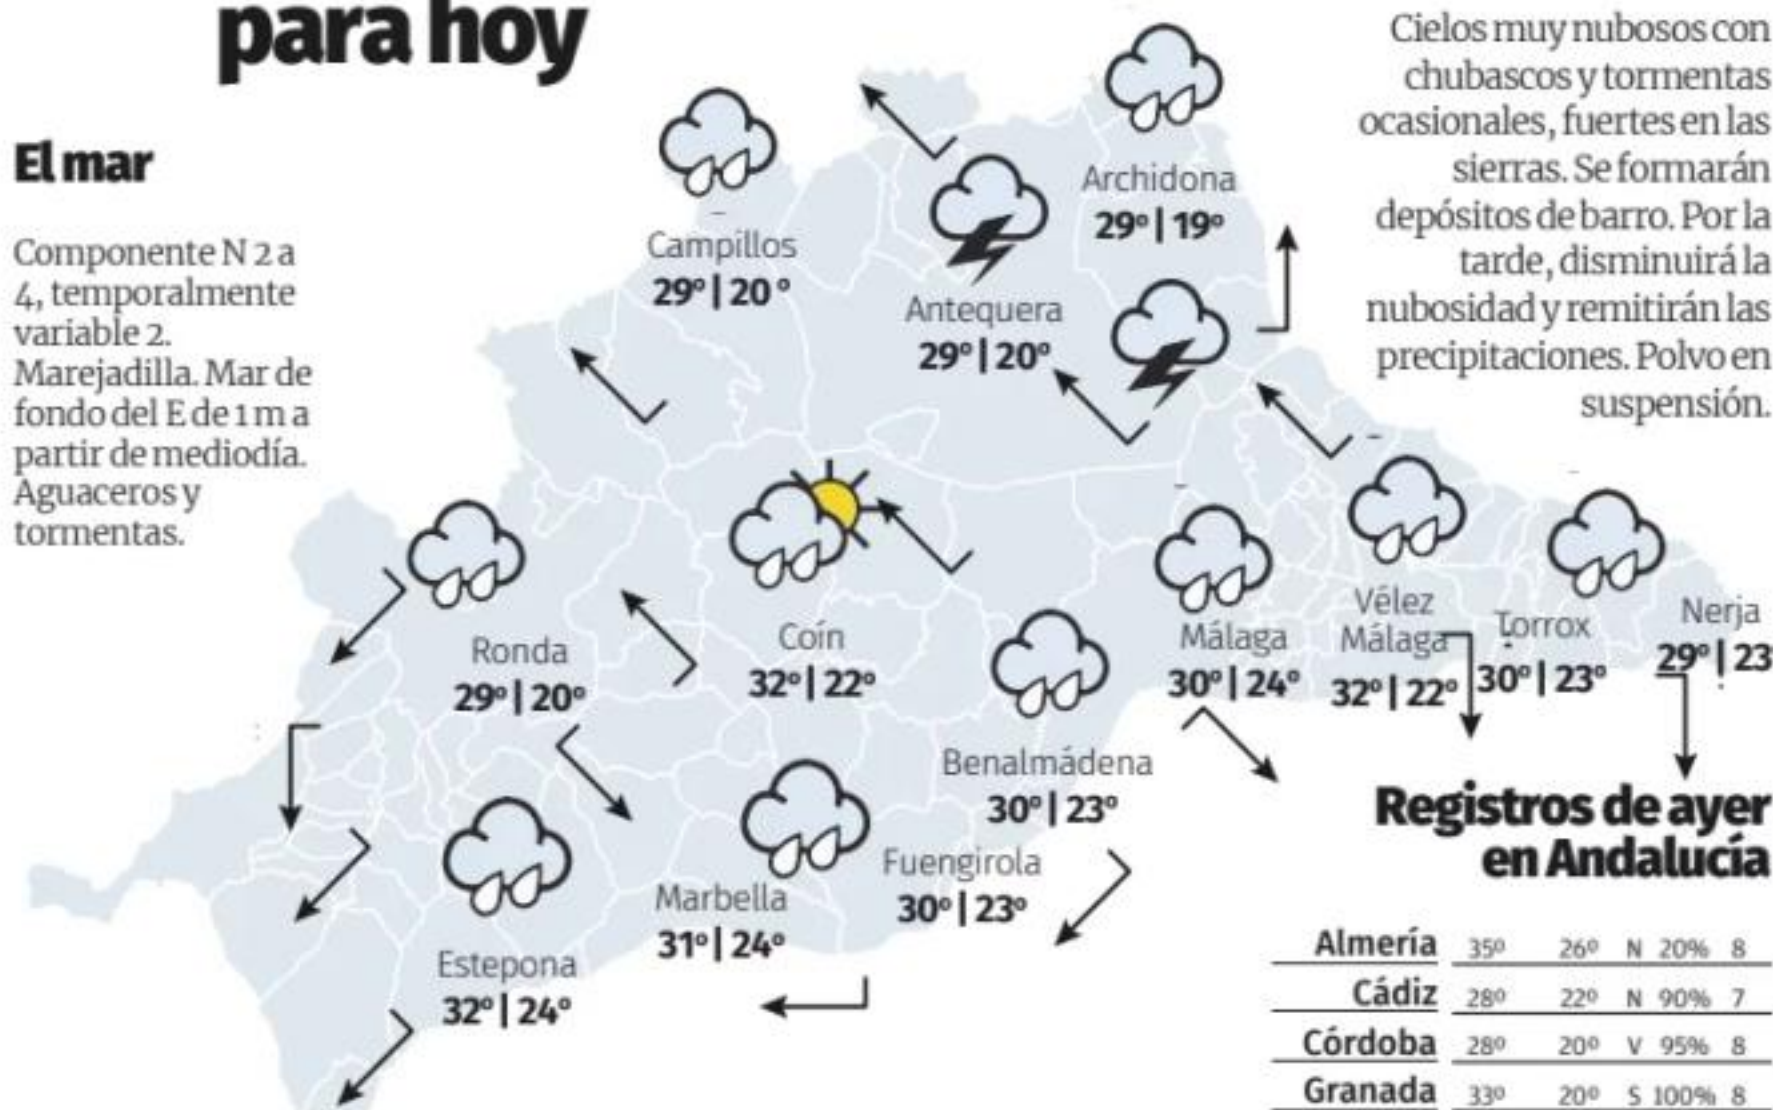 para hoy
El mar
Componente N 2 a
4, temporalmente
variable 2.
Marejadilla. Mar de
fondo del E de 1 m a
partir de mediodía.
Aguaceros y
tormentas.
Cielos muy nubosos con
chubascos y tormentas
ocasionales, fuertes en las
sierras. Se formarán
depósitos de barro. Por la
tarde, disminuirá la
nubosidad y remitirán las
precipitaciones. Polvo en
suspensión.
Archidona
29º | 19º
Campillos
29º | 20º
Antequera
29º | 20º
Ronda
29º | 20º
Coín
32º | 22º
Málaga
30º | 24º
Vélez
Málaga
32º | 22º
Torrox
30º | 23º
Nerja
29º | 23
Benalmádena
30º | 23º
Fuengirola
30º | 23º
Marbella
31º | 24º
Estepona
32º | 24º
Registros de ayer
en Andalucía
Almería 35º 26º N 20% 8
Cádiz 28º 22º N 90% 7
Córdoba 28º 20º V 95% 8
Granada 33º 20º S 100% 8